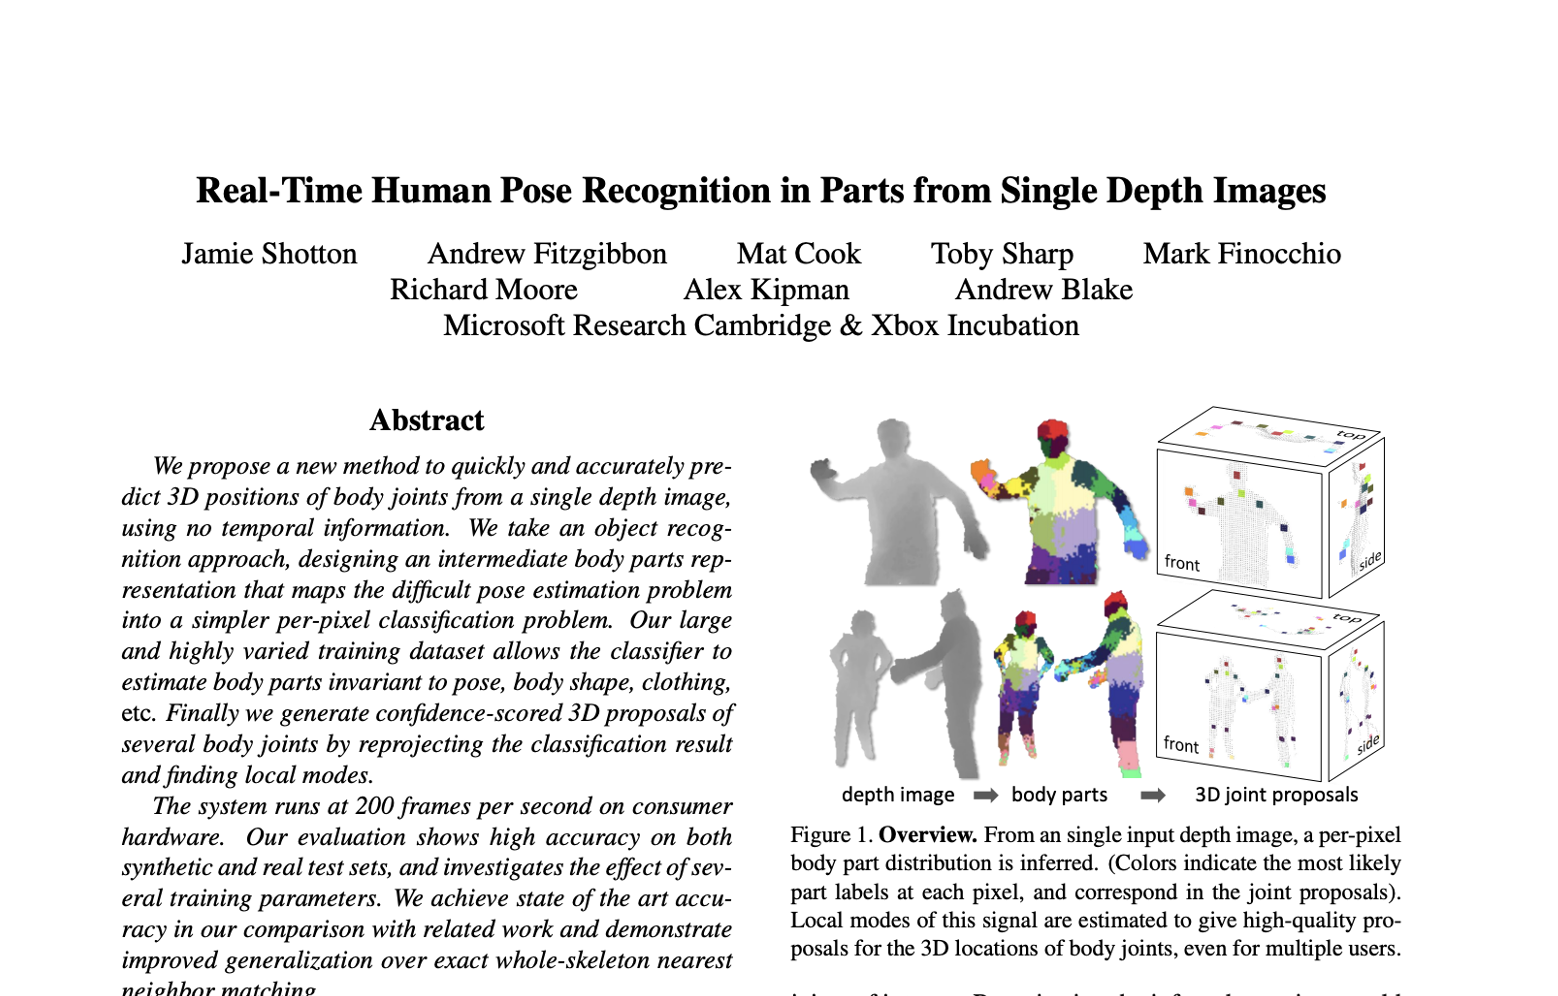 Real-Time Human Pose Recognition in Parts from Single Depth Images
Jamie Shotton Andrew Fitzgibbon Mat Cook Toby Sharp Mark Finocchio
Richard Moore Alex Kipman Andrew Blake
Microsoft Research Cambridge & Xbox Incubation
Abstract
We propose a new method to quickly and accurately pre-
dict 3D positions of body joints from a single depth image,
using no temporal information. We take an object recog-
nition approach, designing an intermediate body parts rep-
resentation that maps the difficult pose estimation problem
into a simpler per-pixel classification problem. Our large
and highly varied training dataset allows the classifier to
estimate body parts invariant to pose, body shape, clothing,
etc. Finally we generate confidence-scored 3D proposals of
several body joints by reprojecting the classification result
and finding local modes.
The system runs at 200 frames per second on consumer
hardware. Our evaluation shows high accuracy on both
synthetic and real test sets, and investigates the effect of sev-
eral training parameters. We achieve state of the art accu-
racy in our comparison with related work and demonstrate
improved generalization over exact whole-skeleton nearest
neighbor matching.
top
front
side
top
front
side
depth image
body parts
3D joint proposals
Figure 1. Overview. From an single input depth image, a per-pixel
body part distribution is inferred. (Colors indicate the most likely
part labels at each pixel, and correspond in the joint proposals).
Local modes of this signal are estimated to give high-quality pro-
posals for the 3D locations of body joints, even for multiple users.